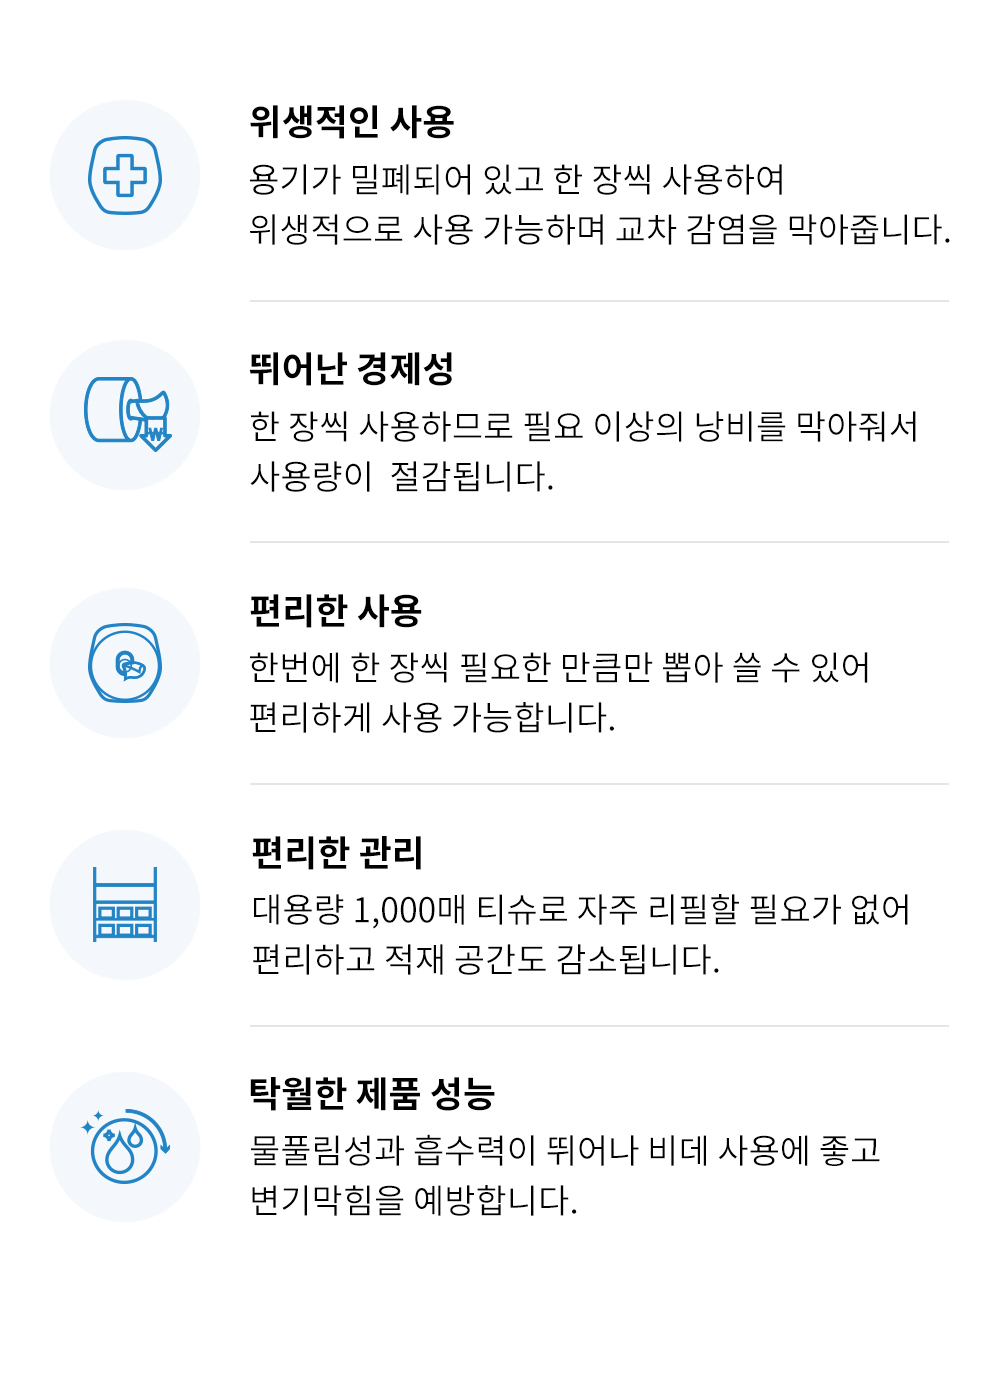 위생적인 사용
용기가 밀폐되어 있고 한 장씩 사용하여
위생적으로 사용 가능하며 교차 감염을 막아줍니다.
뛰어난 경제성
한 장씩 사용하므로 필요 이상의 낭비를 막아줘서
사용량이 절감됩니다.
W
편리한 사용
한번에 한 장씩 필요한 만큼만 뽑아 쓸 수 있어
편리하게 사용 가능합니다.
편리한 관리
대용량 1,000매 티슈로 자주 리필할 필요가 없어
편리하고 적재 공간도 감소됩니다.
탁월한 제품 성능
물풀림성과 흡수력이 뛰어나 비데 사용에 좋고
변기막힘을 예방합니다.